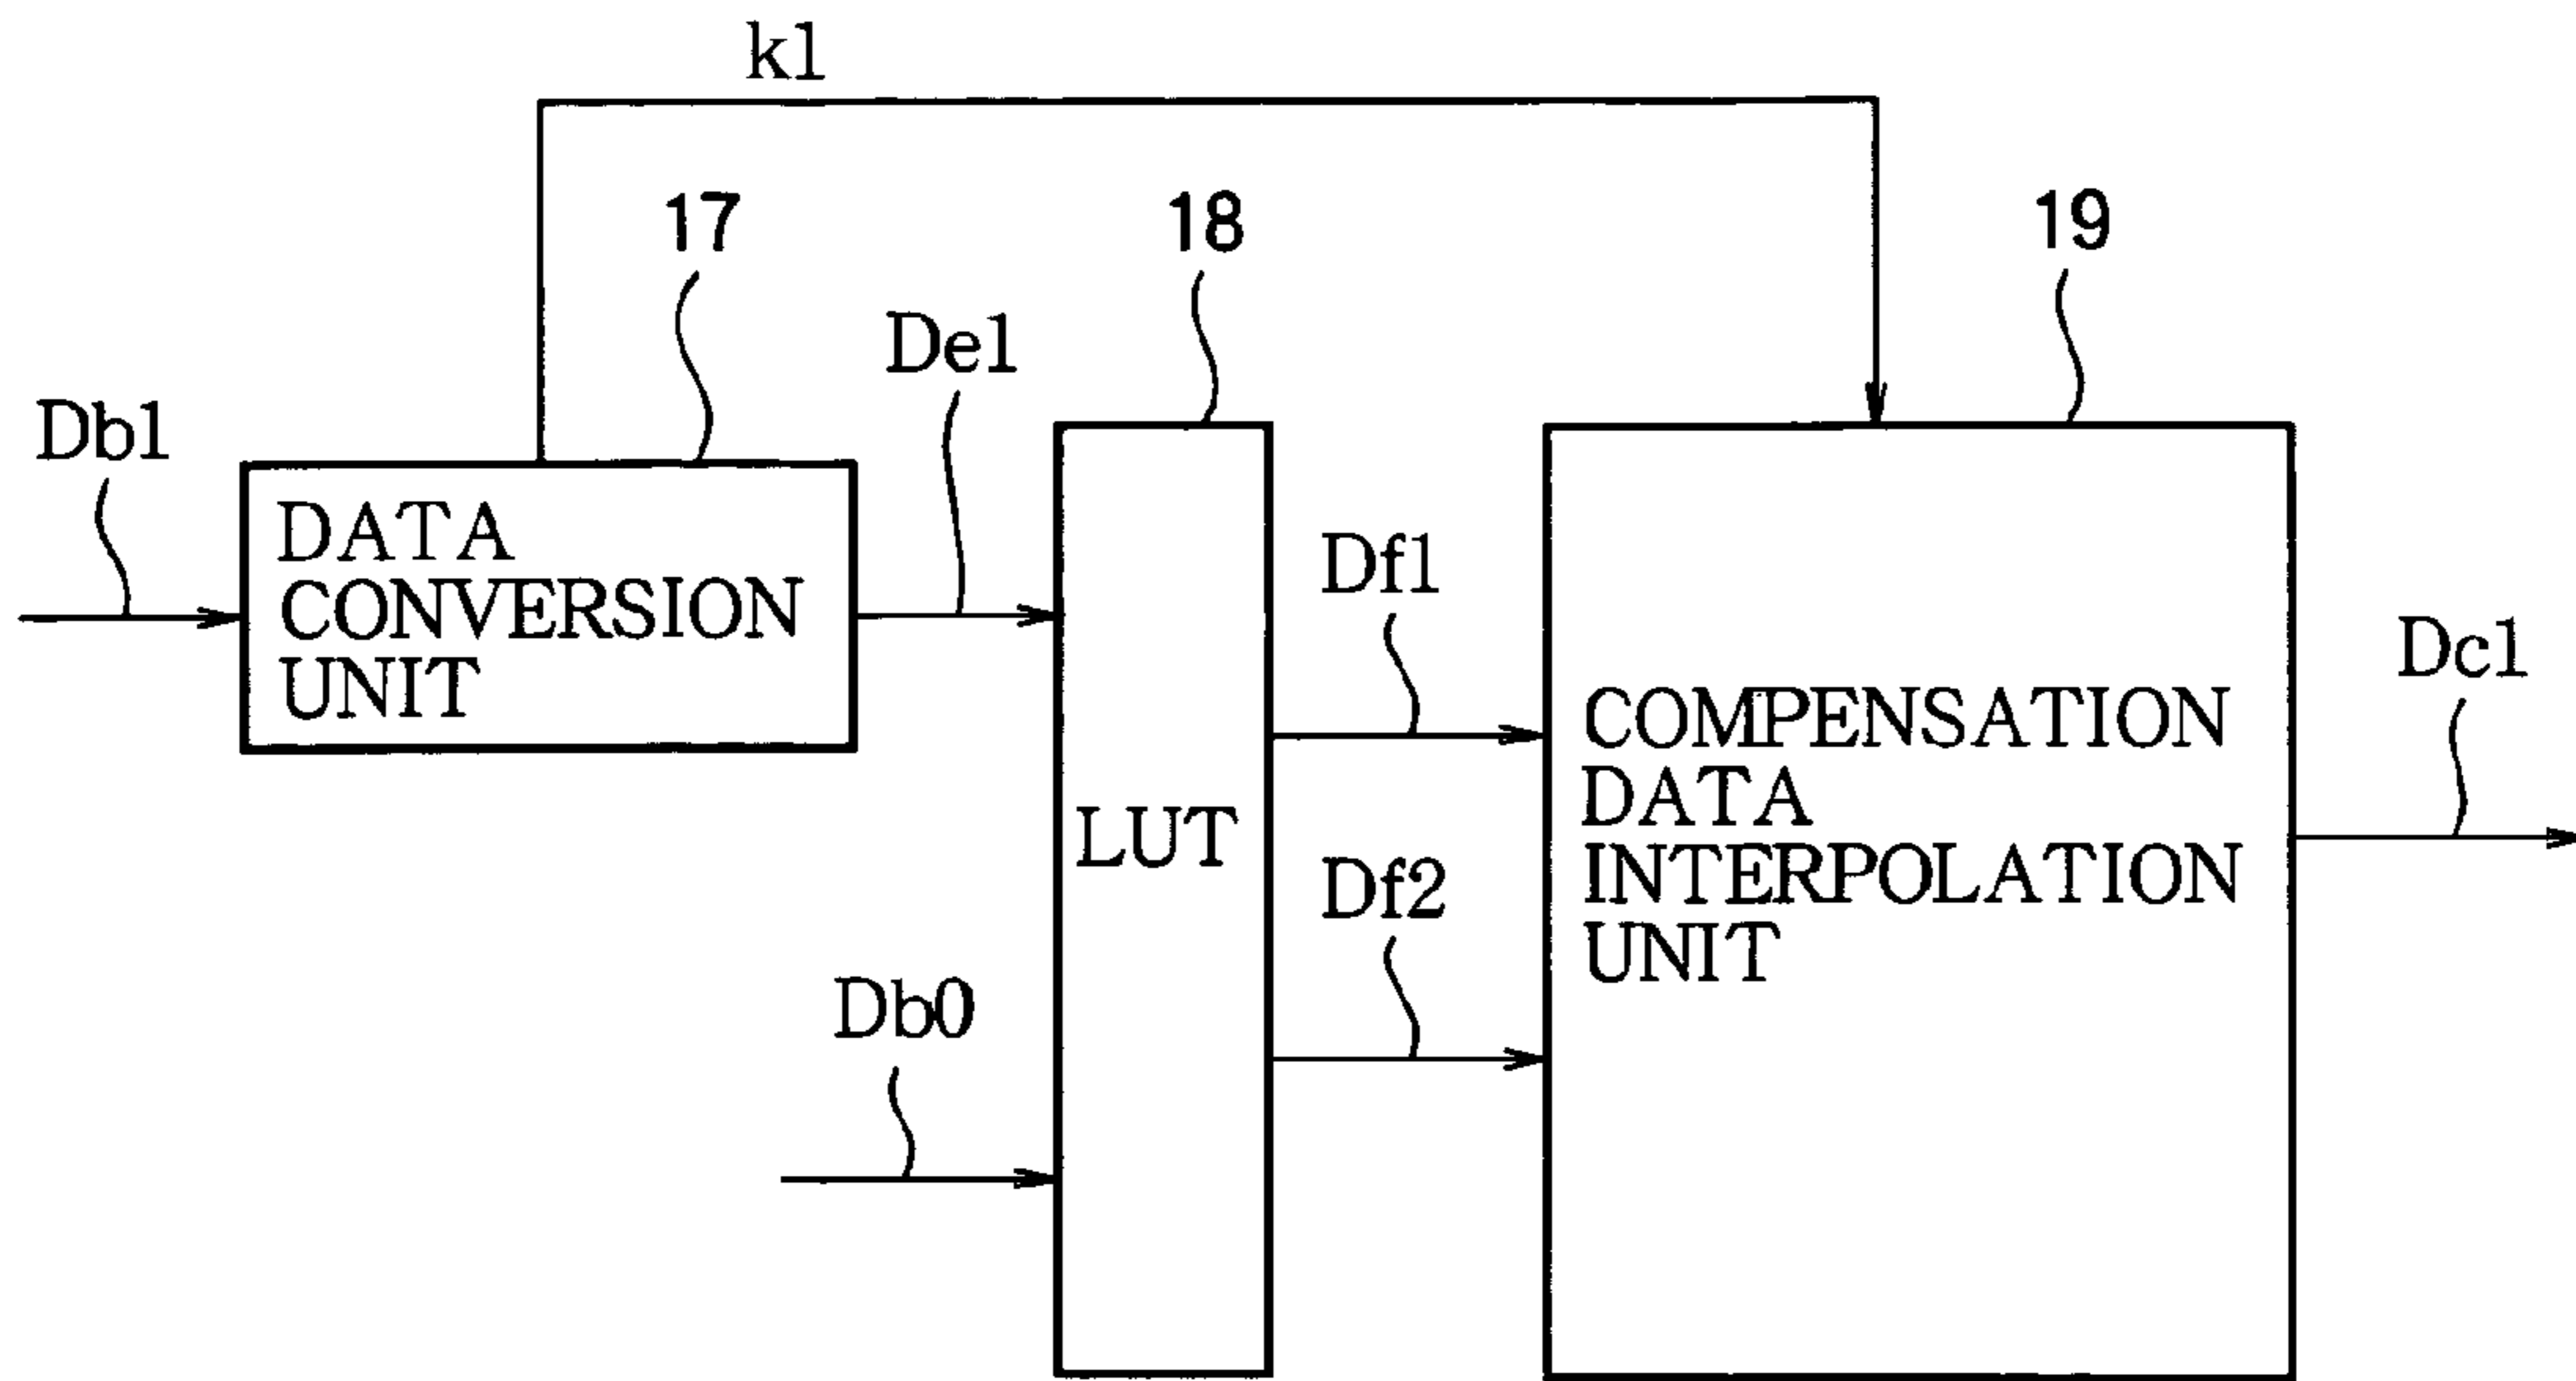 k1
17
18
19
De1
Db1
DATA
CONVERSION
UNIT
Df1
Dc1
COMPENSATION
DATA
INTERPOLATION
UNIT
LUT
Df2
Db0